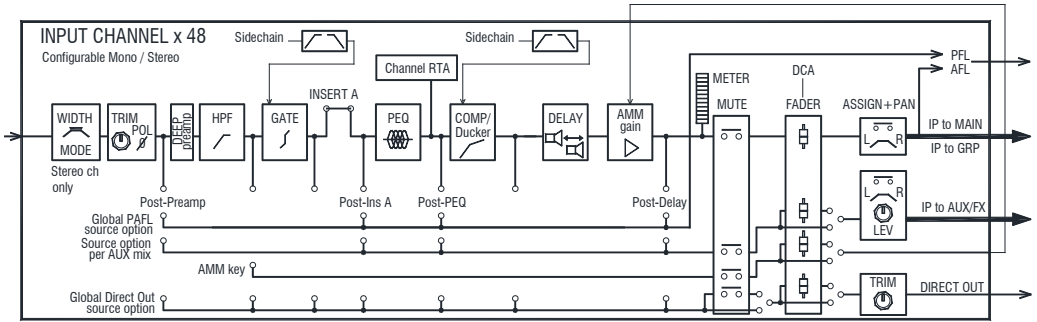 INPUT CHANNEL x 48
Configurable Mono / Stereo
Sidechain
Sidechain
Channel RTA
INSERT A
PFL
AFL
METER
DCA
MUTE
FADER
ASSIGN+PAN
WIDTH
MODE
TRIM
POL
Ø
DEEP
preamp
HPF
GATE
PEQ
COMP/
Ducker
DELAY
AMM
gain
L R
IP to MAIN
IP to GRP
Stereo ch
only
Post-Preamp
Post-Ins A
Post-PEQ
Post-Delay
L R
LEV
IP to AUX/FX
Global PAFL
source option
Source option
per AUX mix
AMM key
Global Direct Out
source option
TRIM
DIRECT OUT